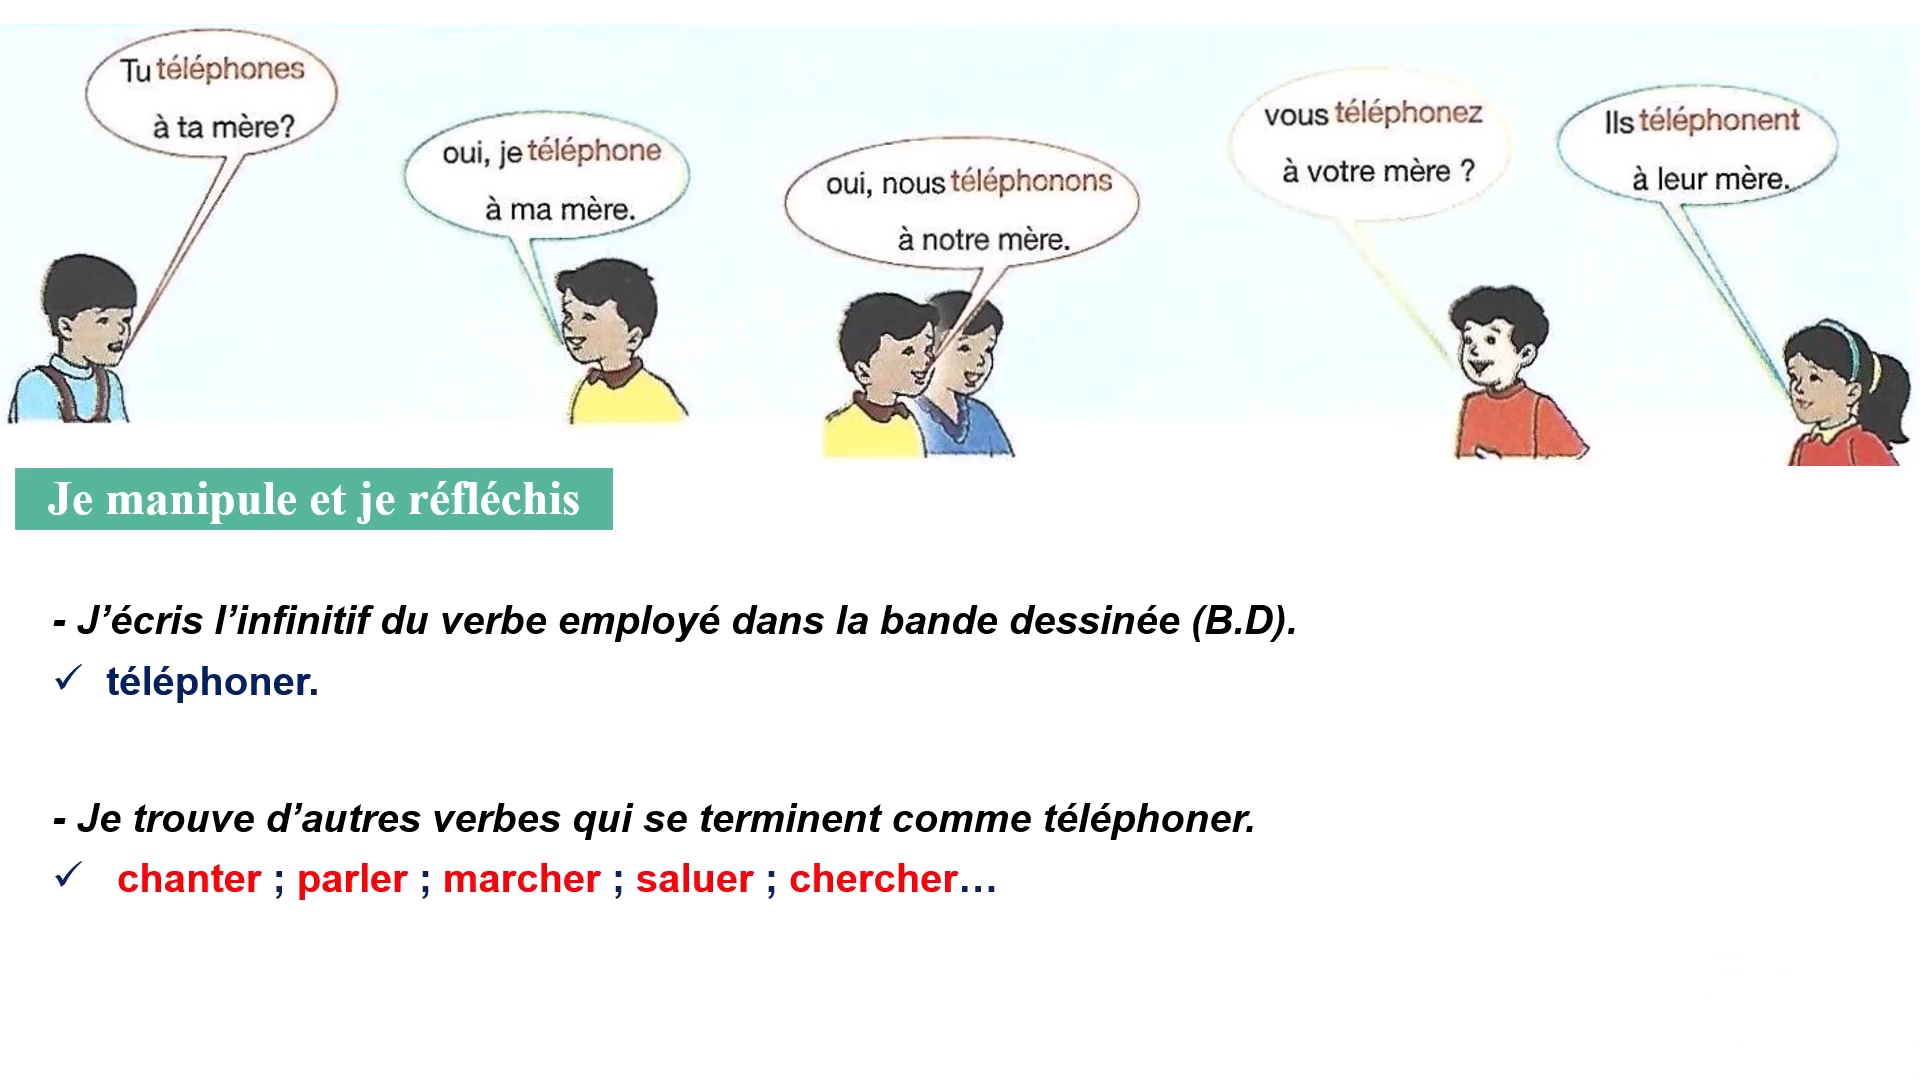 Tu téléphones
à ta mère?
oui, je téléphone
à ma mère.
oui, nous téléphonons
à notre mère.
vous téléphonez
à votre mère ?
Ils téléphonent
à leur mère.
Je manipule et je réfléchis
- J’écris l’infinitif du verbe employé dans la bande dessinée (B.D).
✓ téléphoner.
- Je trouve d’autres verbes qui se terminent comme téléphoner.
✓ chanter ; parler ; marcher ; saluer ; chercher…